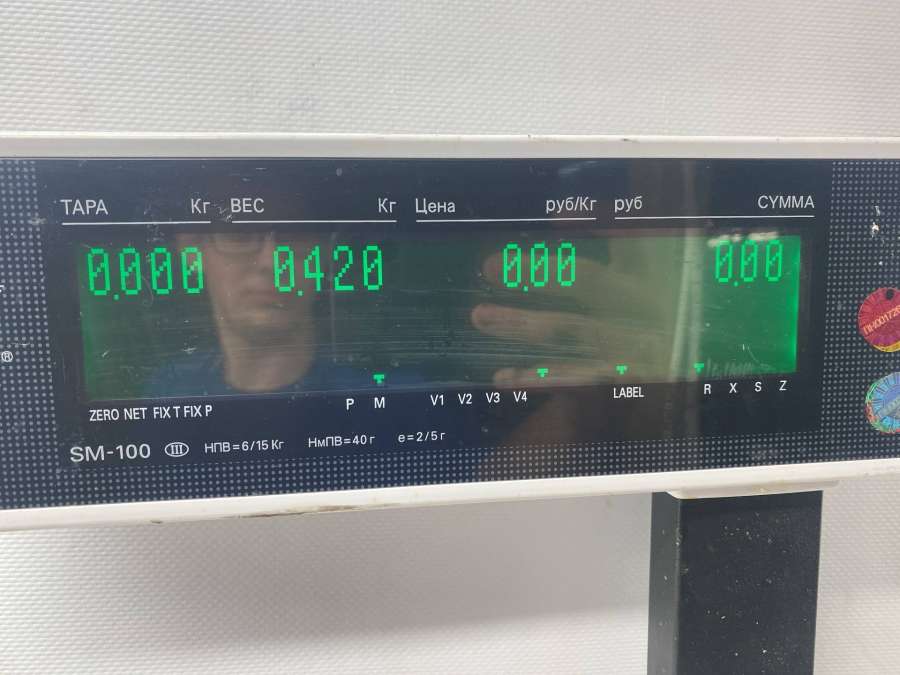 ТАРА Кг ВЕС Кг Цена руб/Кг руб СУММА
0.000 0.420 0.00 0.00
ZERO NET FIX T FIX P P M V1 V2 V3 V4 LABEL R X S Z
SM-100 III НПВ=6/15 Кг НмПВ=40 г e=2/5 г
®